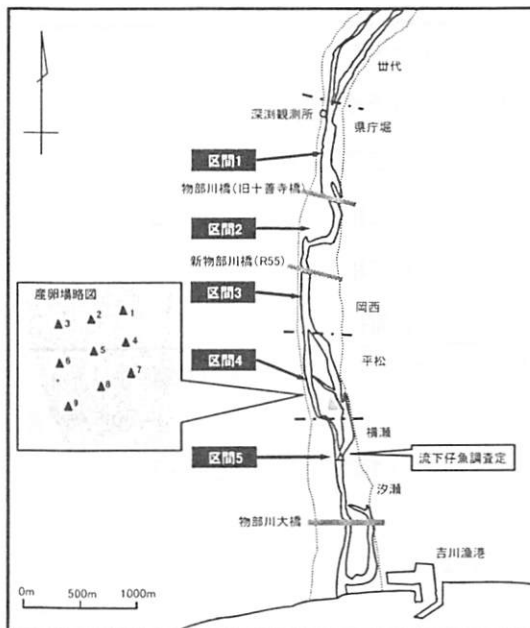 丗代
深渕観測所
県庁堀
区間1
物部川橋(旧十善寺橋)
区間2
新物部川橋(R55)
産卵場略図
区間3
岡西
1
2
3
4
5
6
7
8
9
平松
区間4
横瀬
区間5
流下仔魚調査定
汐瀬
物部川大橋
吉川漁港
0m 500m 1000m